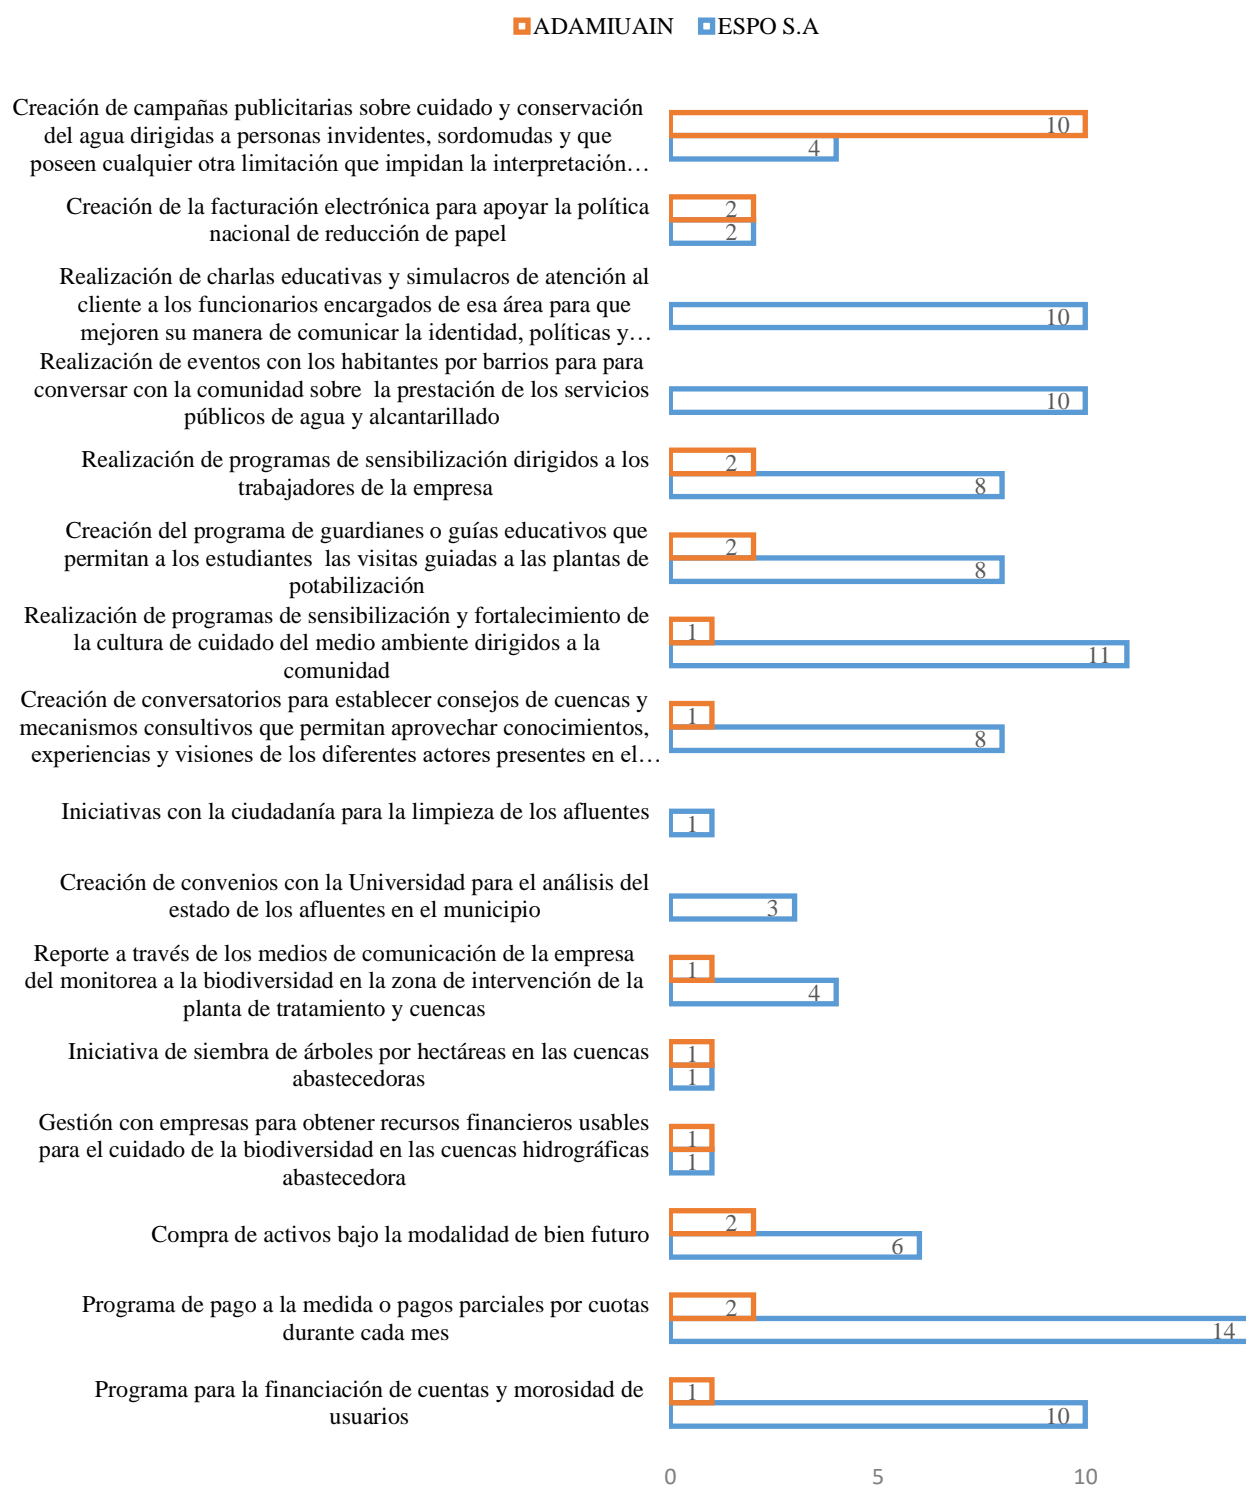 ADAMIUAIN ESPO S.A
Creación de campañas publicitarias sobre cuidado y conservación
del agua dirigidas a personas invidentes, sordomudas y que
poseen cualquier otra limitación que impidan la interpretación…
10
4
Creación de la facturación electrónica para apoyar la política
nacional de reducción de papel
2
2
Realización de charlas educativas y simulacros de atención al
cliente a los funcionarios encargados de esa área para que
mejoren su manera de comunicar la identidad, políticas y…
10
Realización de eventos con los habitantes por barrios para para
conversar con la comunidad sobre  la prestación de los servicios
públicos de agua y alcantarillado
10
Realización de programas de sensibilización dirigidos a los
trabajadores de la empresa
2
8
Creación del programa de guardianes o guías educativos que
permitan a los estudiantes  las visitas guiadas a las plantas de
potabilización
2
8
Realización de programas de sensibilización y fortalecimiento de
la cultura de cuidado del medio ambiente dirigidos a la
comunidad
1
11
Creación de conversatorios para establecer consejos de cuencas y
mecanismos consultivos que permitan aprovechar conocimientos,
experiencias y visiones de los diferentes actores presentes en el…
1
8
Iniciativas con la ciudadanía para la limpieza de los afluentes
1
Creación de convenios con la Universidad para el análisis del
estado de los afluentes en el municipio
3
Reporte a través de los medios de comunicación de la empresa
del monitorea a la biodiversidad en la zona de intervención de la
planta de tratamiento y cuencas
1
4
Iniciativa de siembra de árboles por hectáreas en las cuencas
abastecedoras
1
1
Gestión con empresas para obtener recursos financieros usables
para el cuidado de la biodiversidad en las cuencas hidrográficas
abastecedora
1
1
Compra de activos bajo la modalidad de bien futuro
2
6
Programa de pago a la medida o pagos parciales por cuotas
durante cada mes
2
14
Programa para la financiación de cuentas y morosidad de
usuarios
1
10
0 5 10